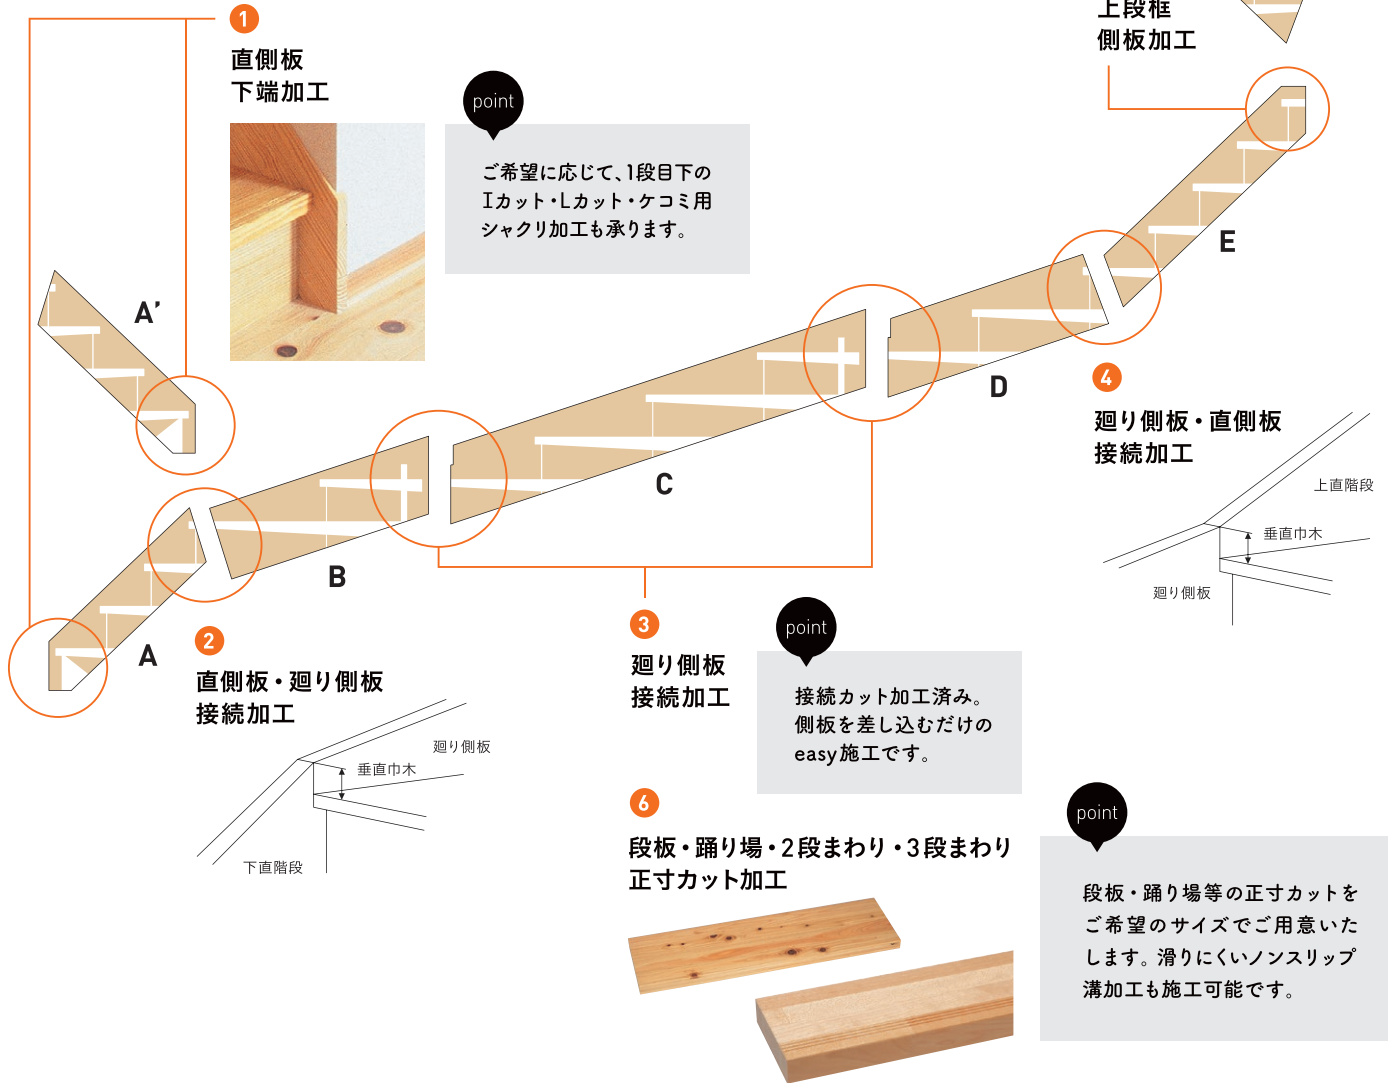 1
直側板
下端加工
point
ご希望に応じて、1段目下の
Iカット・Lカット・ケコミ用
シャクリ加工も承ります。
上段框
側板加工
A’
A
B
C
D
E
2
直側板・廻り側板
接続加工
廻り側板
垂直巾木
下直階段
3
廻り側板
接続加工
point
接続カット加工済み。
側板を差し込むだけの
easy施工です。
4
廻り側板・直側板
接続加工
上直階段
垂直巾木
廻り側板
6
段板・踊り場・2段まわり・3段まわり
正寸カット加工
point
段板・踊り場等の正寸カットを
ご希望のサイズでご用意いた
します。滑りにくいノンスリップ
溝加工も施工可能です。